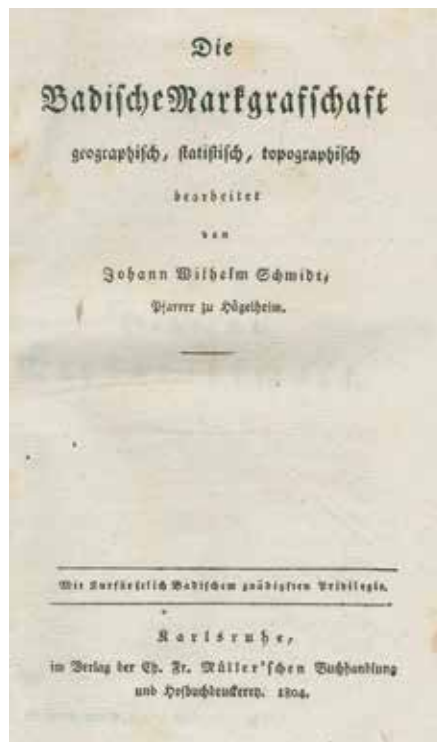 Die
Badische Markgrafschaft
geographisch, statistisch, topographisch
bearbeitet
von
Johann Wilhelm Schmidt,
Pfarrer zu Hügelheim.
Mit Kurfürstlich Badischem gnädigsten Privilegio.
Karlsruhe,
im Verlag der Ch. Fr. Müller'schen Buchhandlung
und Hofbuchdruckerey. 1804.